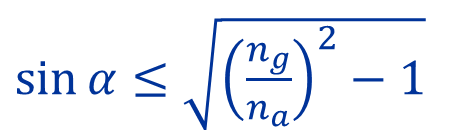 sin α ≤ √((n_g/n_a)^2 − 1)